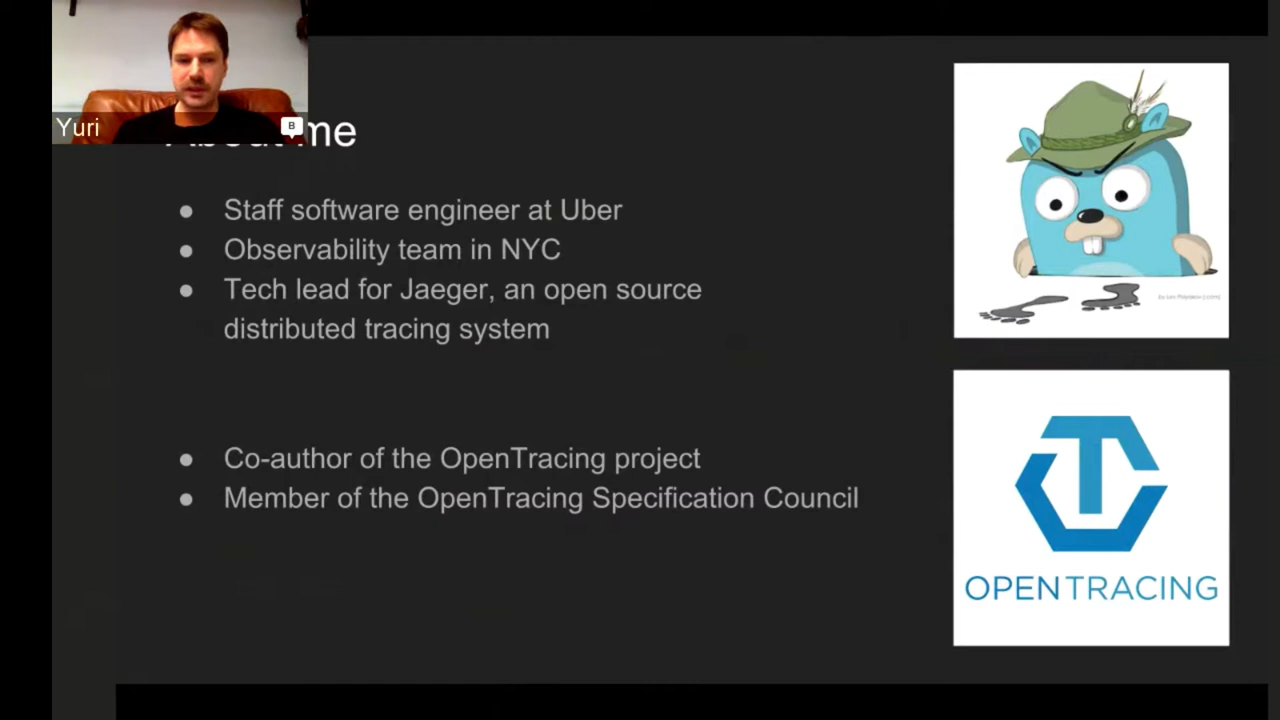 Yuri
B
me
Staff software engineer at Uber
Observability team in NYC
Tech lead for Jaeger, an open source
distributed tracing system
Co-author of the OpenTracing project
Member of the OpenTracing Specification Council
OPENTRACING